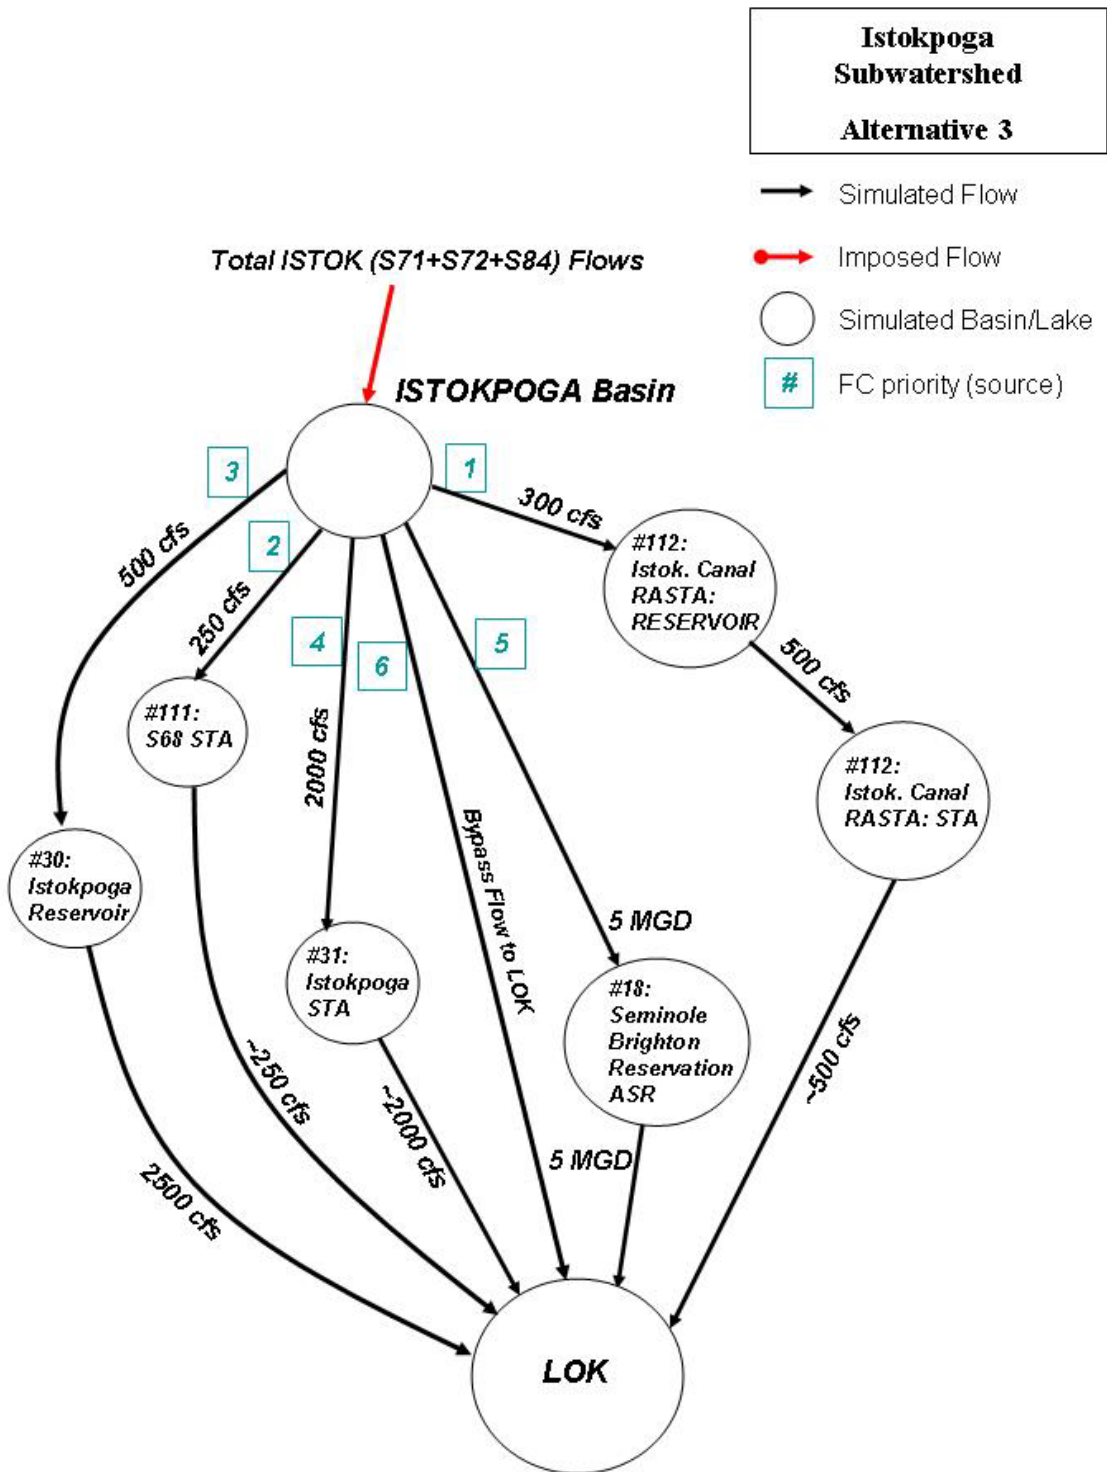 Istokpoga
Subwatershed
Alternative 3
Simulated Flow
Imposed Flow
Simulated Basin/Lake
# FC priority (source)
Total ISTOK (S71+S72+S84) Flows
ISTOKPOGA Basin
3
1
2
4
6
5
500 cfs
250 cfs
2000 cfs
300 cfs
#112:
Istok. Canal
RASTA:
RESERVOIR
500 cfs
#111:
S68 STA
#112:
Istok. Canal
RASTA: STA
#30:
Istokpoga
Reservoir
Bypass Flow to LOK
5 MGD
#31:
Istokpoga
STA
#18:
Seminole
Brighton
Reservation
ASR
~250 cfs
~2000 cfs
~500 cfs
2500 cfs
5 MGD
LOK